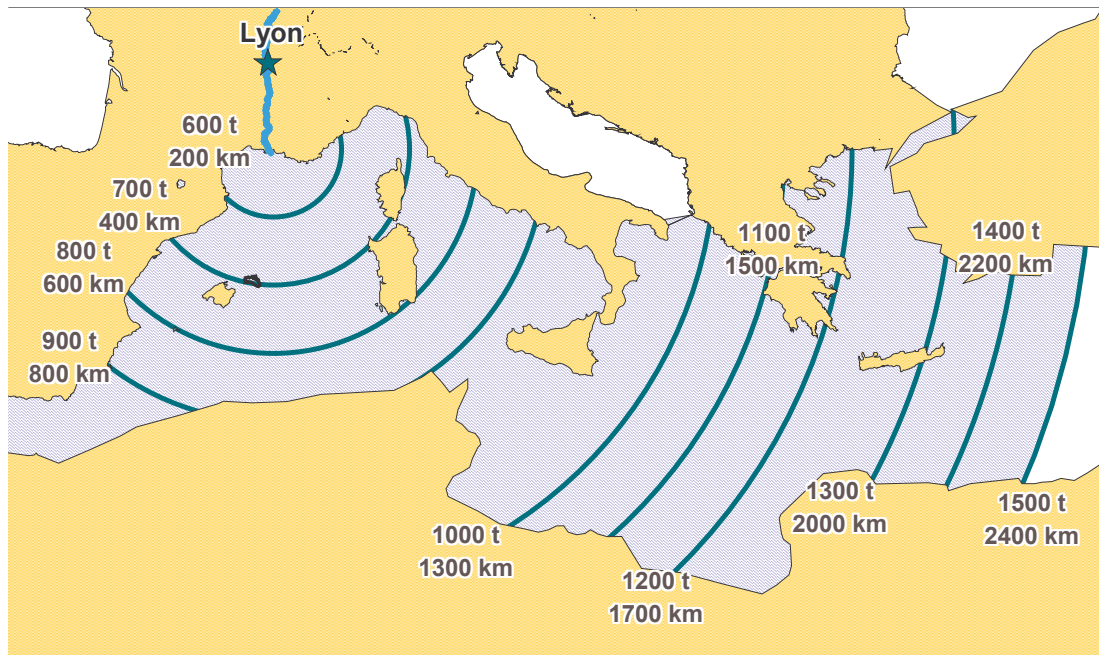 Lyon
600 t
200 km
700 t
400 km
800 t
600 km
900 t
800 km
1000 t
1300 km
1100 t
1500 km
1200 t
1700 km
1300 t
2000 km
1400 t
2200 km
1500 t
2400 km